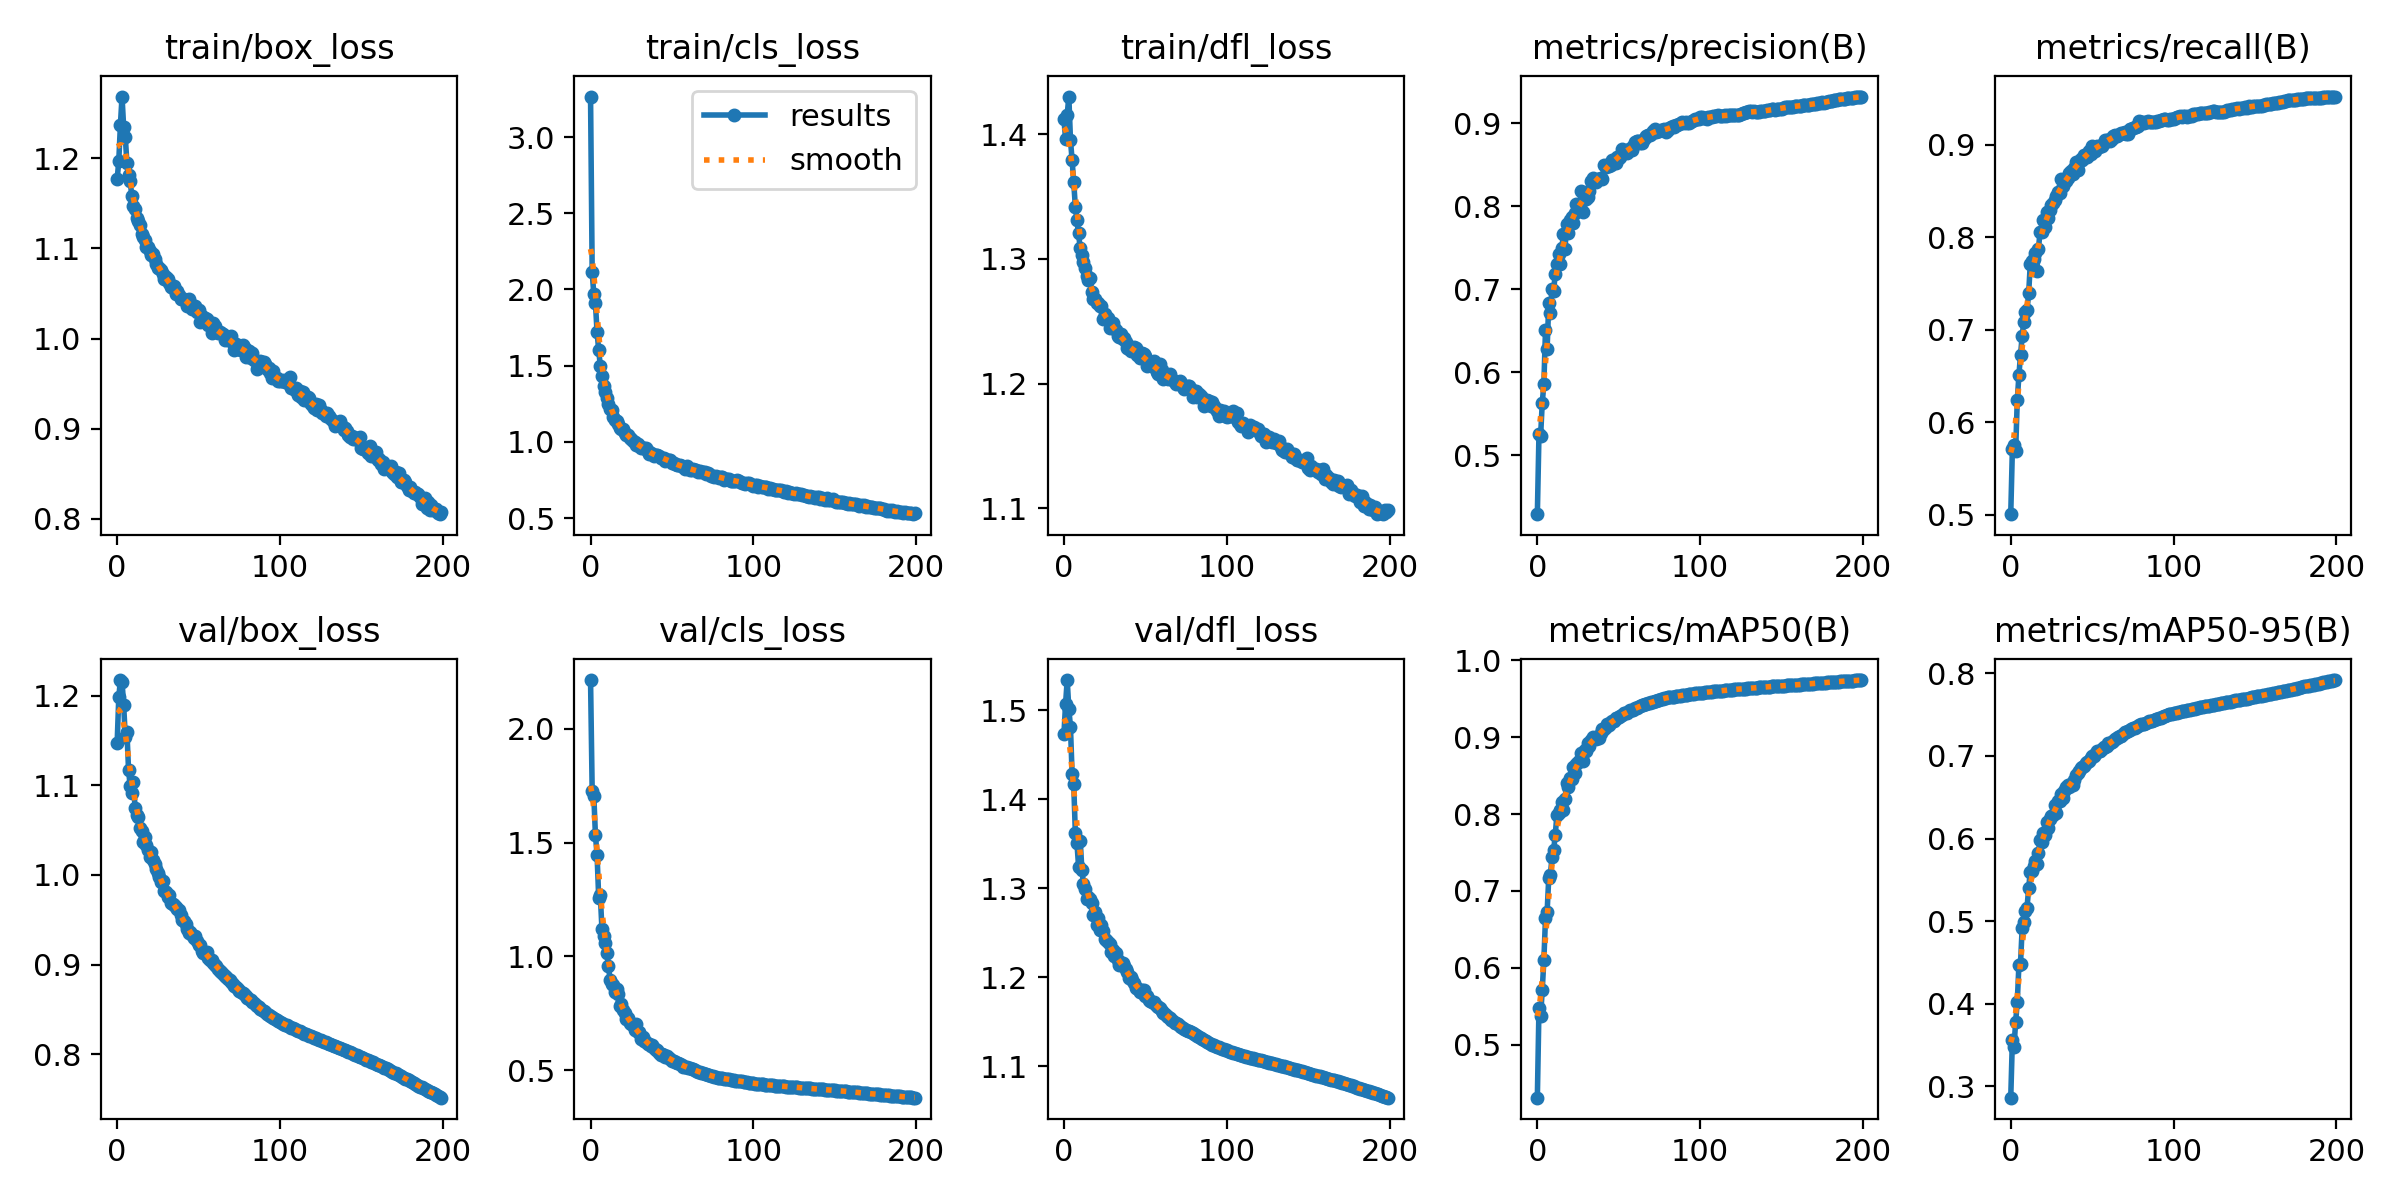 train/box_loss
1.2
1.1
1.0
0.9
0.8
0 100 200
train/cls_loss
results
smooth
3.0
2.5
2.0
1.5
1.0
0.5
0 100 200
train/dfl_loss
1.4
1.3
1.2
1.1
0 100 200
metrics/precision(B)
0.9
0.8
0.7
0.6
0.5
0 100 200
metrics/recall(B)
0.9
0.8
0.7
0.6
0.5
0 100 200
val/box_loss
1.2
1.1
1.0
0.9
0.8
0 100 200
val/cls_loss
2.0
1.5
1.0
0.5
0 100 200
val/dfl_loss
1.5
1.4
1.3
1.2
1.1
0 100 200
metrics/mAP50(B)
1.0
0.9
0.8
0.7
0.6
0.5
0 100 200
metrics/mAP50-95(B)
0.8
0.7
0.6
0.5
0.4
0.3
0 100 200